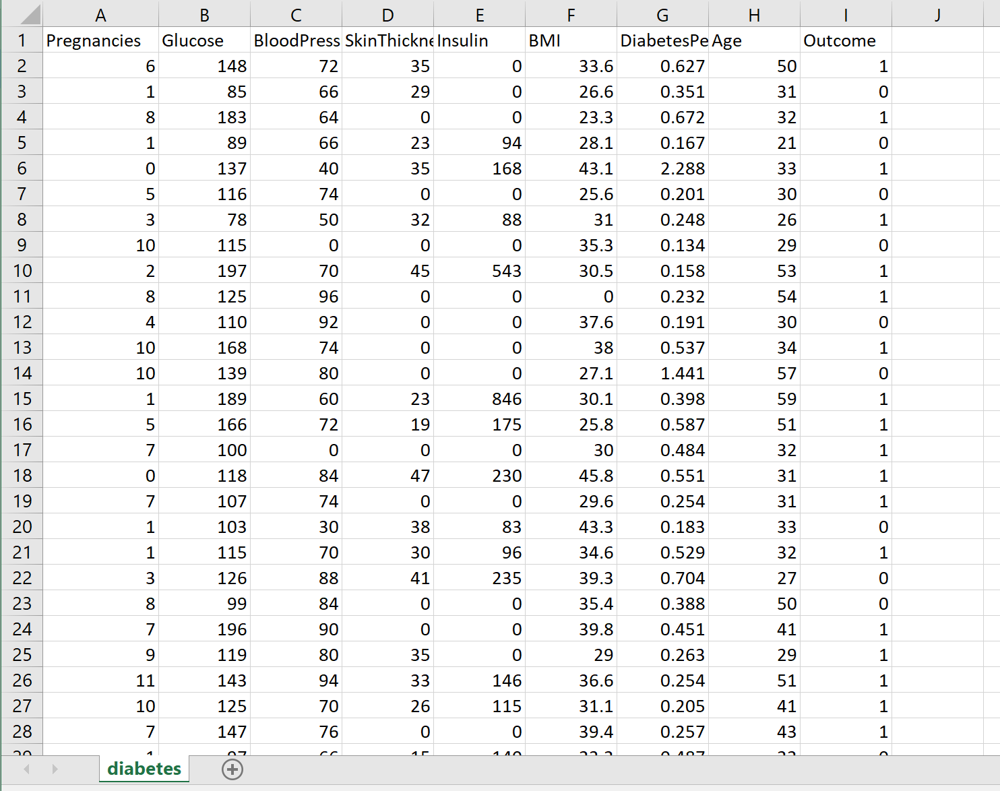 A B C D E F G H I J
1 Pregnancies Glucose BloodPress SkinThickne Insulin BMI DiabetesPe Age Outcome
2 6 148 72 35 0 33.6 0.627 50 1
3 1 85 66 29 0 26.6 0.351 31 0
4 8 183 64 0 0 23.3 0.672 32 1
5 1 89 66 23 94 28.1 0.167 21 0
6 0 137 40 35 168 43.1 2.288 33 1
7 5 116 74 0 0 25.6 0.201 30 0
8 3 78 50 32 88 31 0.248 26 1
9 10 115 0 0 0 35.3 0.134 29 0
10 2 197 70 45 543 30.5 0.158 53 1
11 8 125 96 0 0 0 0.232 54 1
12 4 110 92 0 0 37.6 0.191 30 0
13 10 168 74 0 0 38 0.537 34 1
14 10 139 80 0 0 27.1 1.441 57 0
15 1 189 60 23 846 30.1 0.398 59 1
16 5 166 72 19 175 25.8 0.587 51 1
17 7 100 0 0 0 30 0.484 32 1
18 0 118 84 47 230 45.8 0.551 31 1
19 7 107 74 0 0 29.6 0.254 31 1
20 1 103 30 38 83 43.3 0.183 33 0
21 1 115 70 30 96 34.6 0.529 32 1
22 3 126 88 41 235 39.3 0.704 27 0
23 8 99 84 0 0 35.4 0.388 50 0
24 7 196 90 0 0 39.8 0.451 41 1
25 9 119 80 35 0 29 0.263 29 1
26 11 143 94 33 146 36.6 0.254 51 1
27 10 125 70 26 115 31.1 0.205 41 1
28 7 147 76 0 0 39.4 0.257 43 1
diabetes